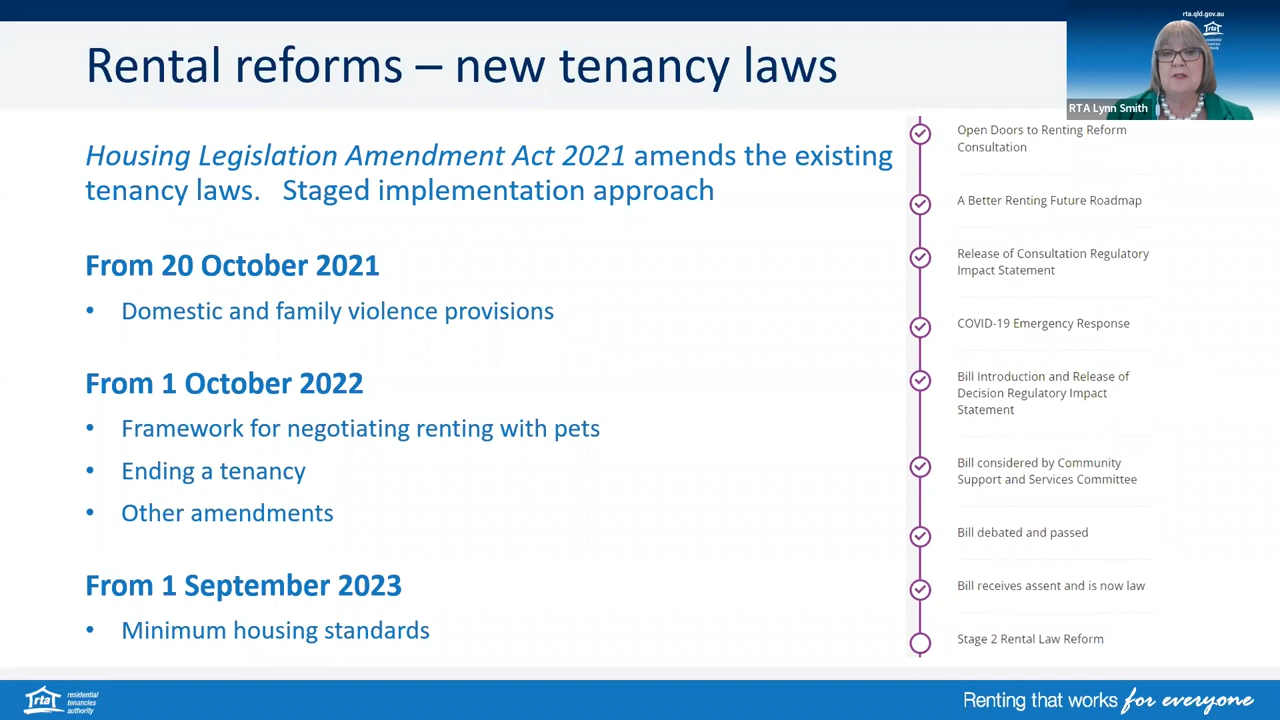 Rental reforms – new tenancy laws
rta.qld.gov.au
rta
RTA Lynn Smith
Housing Legislation Amendment Act 2021 amends the existing
tenancy laws. Staged implementation approach
From 20 October 2021
• Domestic and family violence provisions
From 1 October 2022
• Framework for negotiating renting with pets
• Ending a tenancy
• Other amendments
From 1 September 2023
• Minimum housing standards
Open Doors to Renting Reform
Consultation
A Better Renting Future Roadmap
Release of Consultation Regulatory
Impact Statement
COVID-19 Emergency Response
Bill Introduction and Release of
Decision Regulatory Impact
Statement
Bill considered by Community
Support and Services Committee
Bill debated and passed
Bill receives assent and is now law
Stage 2 Rental Law Reform
rta
residential
tenancies
authority
Renting that works for everyone